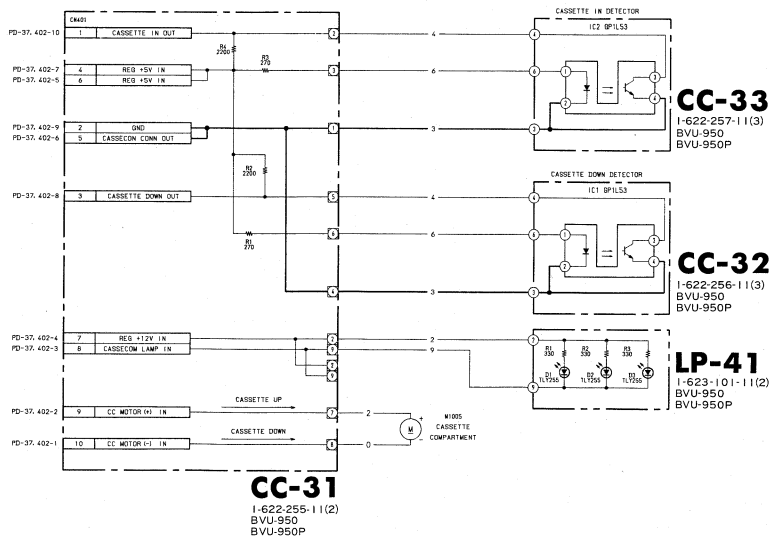 CN401
PD-37. 402-10 1 CASSETTE IN OUT 2 4 4
R4 2200
R3 270
PD-37. 402-7 4 REG +5V IN 3 6 6
PD-37. 402-5 6 REG +5V IN
PD-37. 402-9 2 GND 1 3 3
PD-37. 402-6 5 CASSECON CONN OUT
R2 2200
PD-37. 402-8 3 CASSETTE DOWN OUT 5 4 4
R1 270
6 6 6
4 3 3
PD-37. 402-4 7 REG +12V IN 2 2
PD-37. 402-3 8 CASSECOM LAMP IN 9 9 9
CASSETTE UP
PD-37. 402-2 9 CC MOTOR (+) IN 7 2
CASSETTE DOWN
PD-37. 402-1 10 CC MOTOR (-) IN 8 0
+
M
-
M1005
CASSETTE
COMPARTMENT
CC-31
1-622-255-11(2)
BVU-950
BVU-950P
CASSETTE IN DETECTOR
IC2 GP1L53
1
2
3
4
CC-33
1-622-257-11(3)
BVU-950
BVU-950P
CASSETTE DOWN DETECTOR
IC1 GP1L53
1
2
3
4
CC-32
1-622-256-11(3)
BVU-950
BVU-950P
R1 R2 R3
330 330 330
D1 D2 D3
TLY255 TLY255 TLY255
LP-41
1-623-101-11(2)
BVU-950
BVU-950P